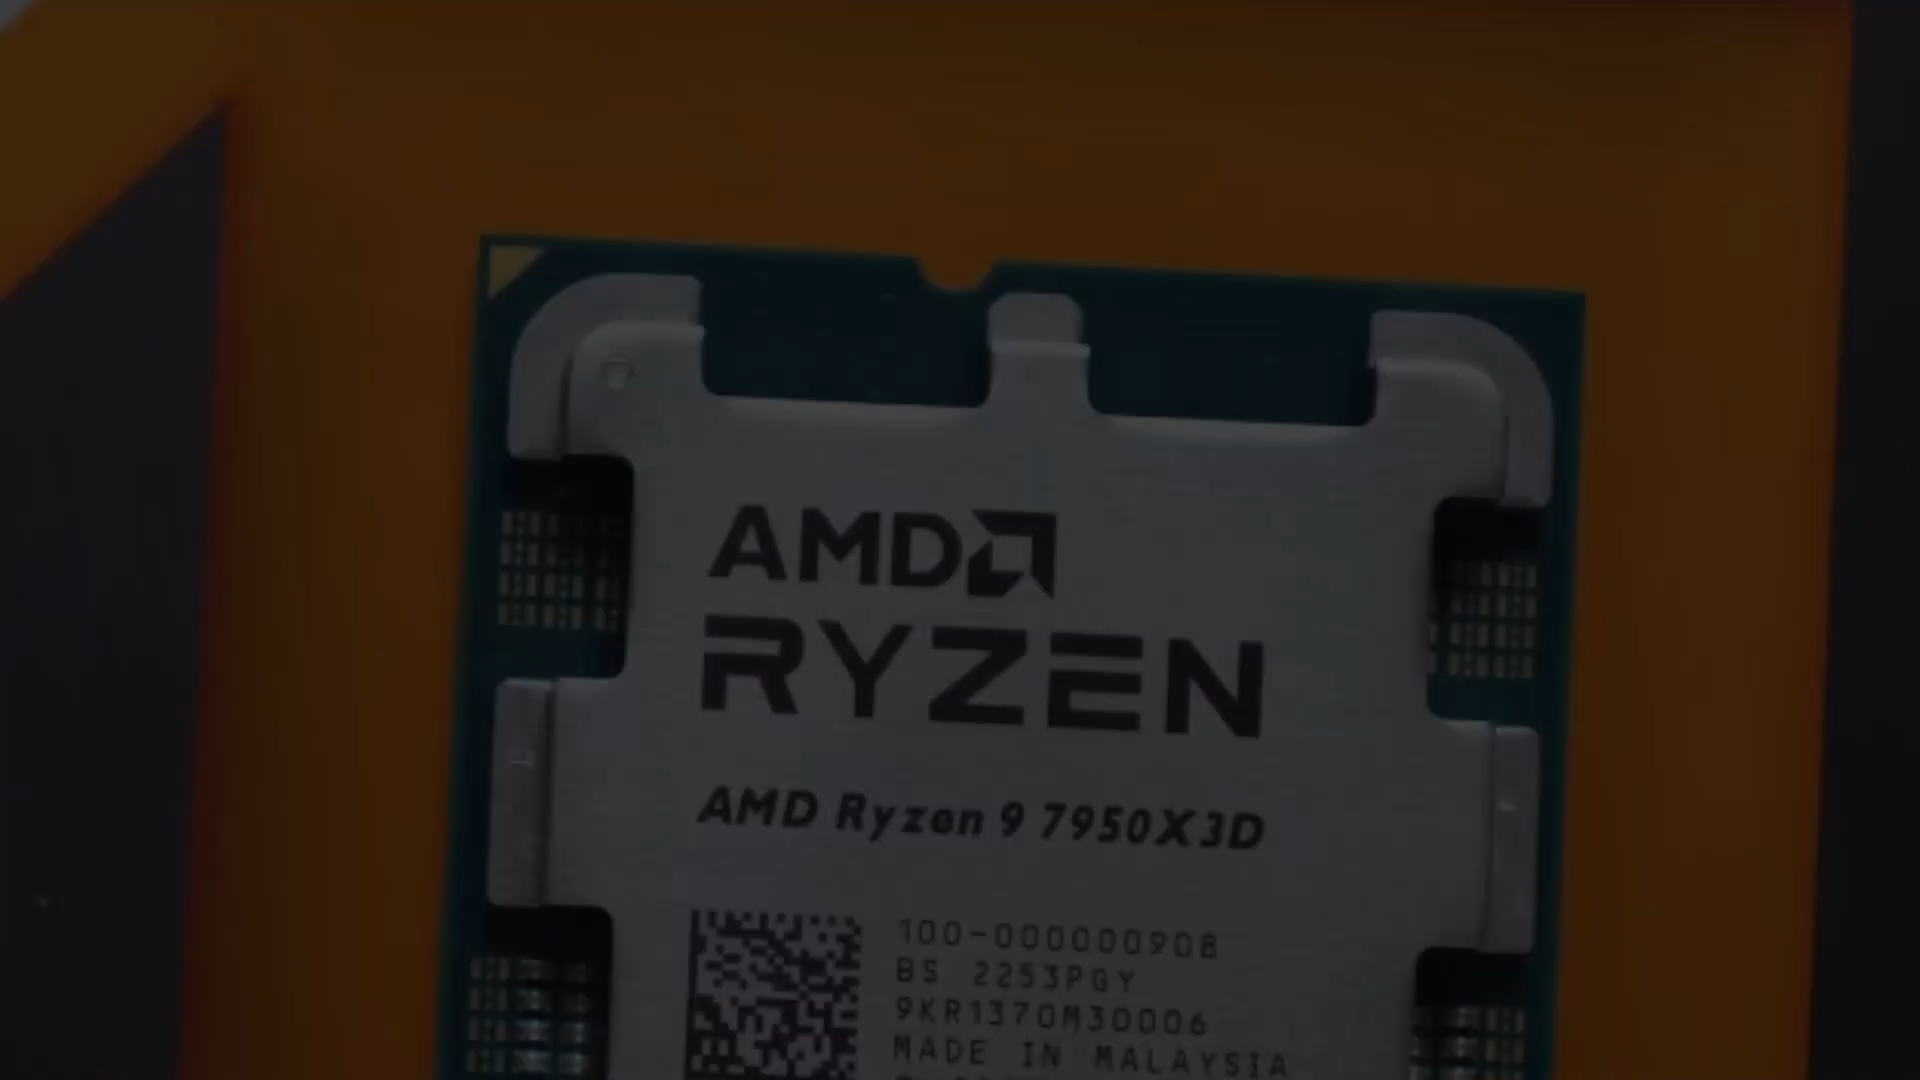 AMD
RYZEN
AMD Ryzen 9 7950X3D
100-000000908
BS 2253PGY
9KR1370M30006
MADE IN MALAYSIA